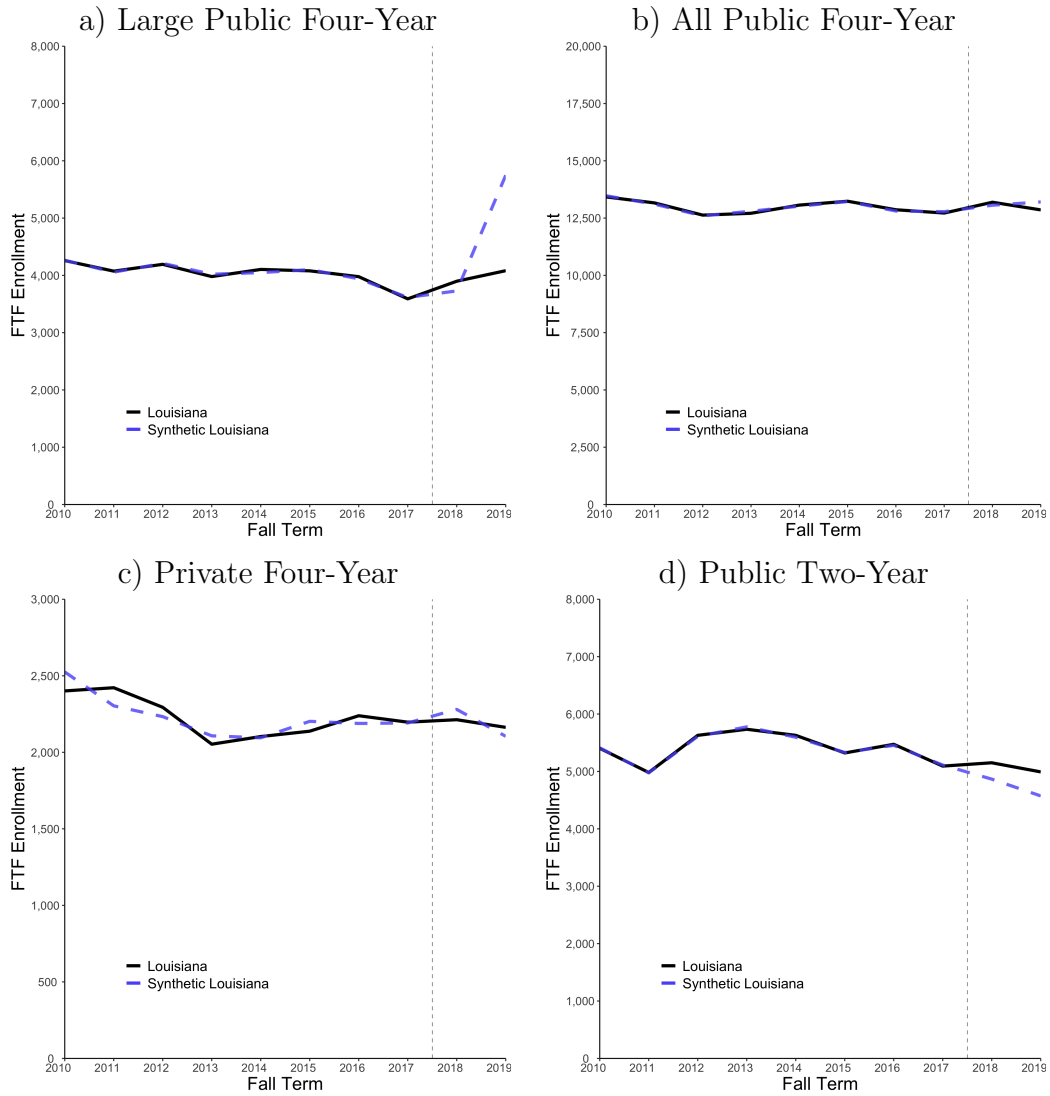 a) Large Public Four-Year
8,000
7,000
6,000
5,000
4,000
3,000
2,000
1,000
0
FTF Enrollment
Louisiana
Synthetic Louisiana
2010 2011 2012 2013 2014 2015 2016 2017 2018 2019
Fall Term
b) All Public Four-Year
20,000
17,500
15,000
12,500
10,000
7,500
5,000
2,500
0
FTF Enrollment
Louisiana
Synthetic Louisiana
2010 2011 2012 2013 2014 2015 2016 2017 2018 2019
Fall Term
c) Private Four-Year
3,000
2,500
2,000
1,500
1,000
500
0
FTF Enrollment
Louisiana
Synthetic Louisiana
2010 2011 2012 2013 2014 2015 2016 2017 2018 2019
Fall Term
d) Public Two-Year
8,000
7,000
6,000
5,000
4,000
3,000
2,000
1,000
0
FTF Enrollment
Louisiana
Synthetic Louisiana
2010 2011 2012 2013 2014 2015 2016 2017 2018 2019
Fall Term